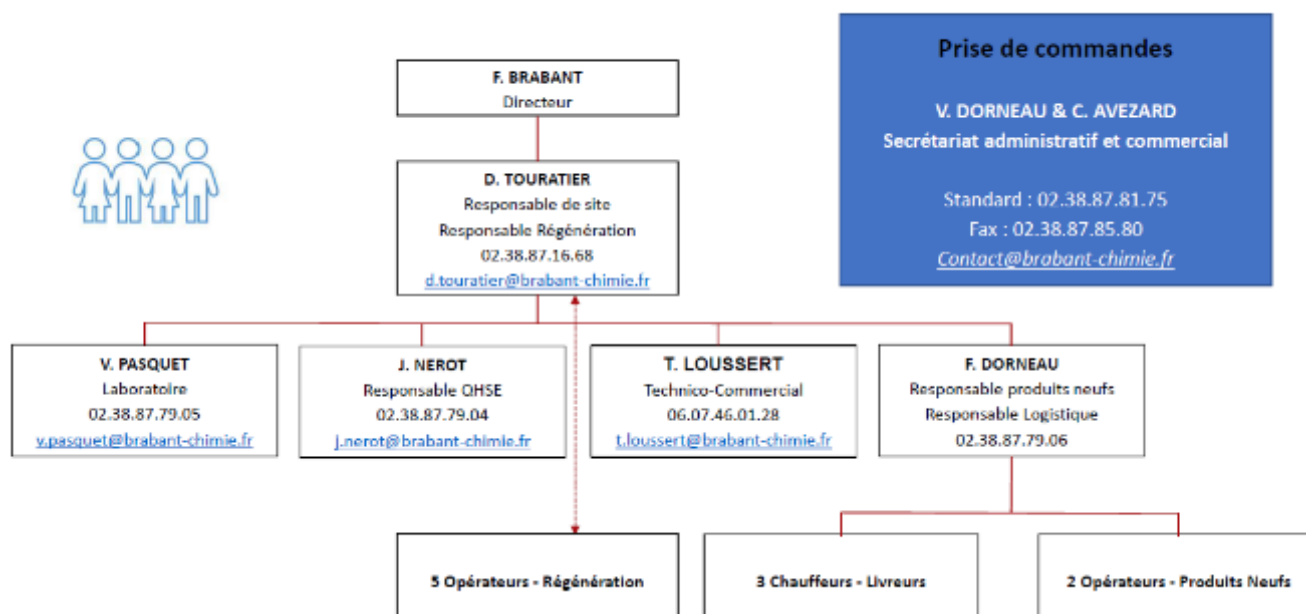 Prise de commandes
V. DORNEAU & C. AVEZARD
Secrétariat administratif et commercial
Standard : 02.38.87.81.75
Fax : 02.38.87.85.80
Contact@brabant-chimie.fr
F. BRABANT
Directeur
D. TOURATIER
Responsable de site
Responsable Régénération
02.38.87.16.68
d.touratier@brabant-chimie.fr
V. PASQUET
Laboratoire
02.38.87.79.05
v.pasquet@brabant-chimie.fr
J. NEROT
Responsable QHSE
02.38.87.79.04
j.nerot@brabant-chimie.fr
T. LOUSSERT
Technico-Commercial
06.07.46.01.28
t.loussert@brabant-chimie.fr
F. DORNEAU
Responsable produits neufs
Responsable Logistique
02.38.87.79.06
5 Opérateurs - Régénération
3 Chauffeurs - Livreurs
2 Opérateurs - Produits Neufs